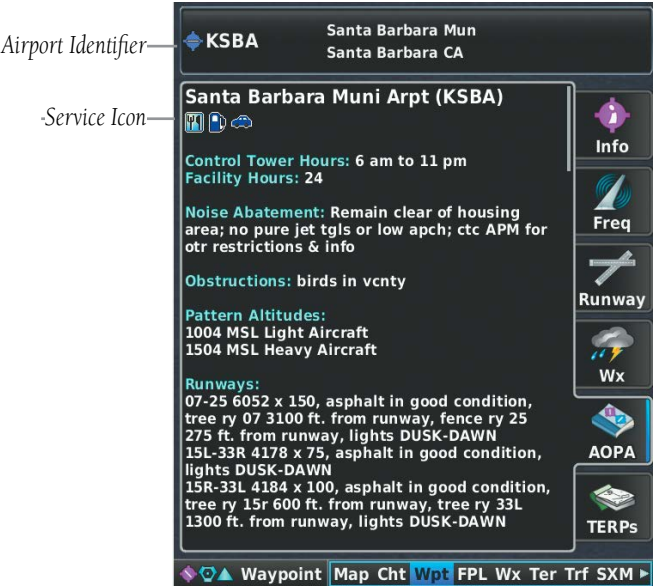 Airport Identifier
KSBA
Santa Barbara Mun
Santa Barbara CA
Service Icon
Santa Barbara Muni Arpt (KSBA)
Control Tower Hours: 6 am to 11 pm
Facility Hours: 24
Noise Abatement: Remain clear of housing
area; no pure jet tgls or low apch; ctc APM for
otr restrictions & info
Obstructions: birds in vcnty
Pattern Altitudes:
1004 MSL Light Aircraft
1504 MSL Heavy Aircraft
Runways:
07-25 6052 x 150, asphalt in good condition,
tree ry 07 3100 ft. from runway, fence ry 25
275 ft. from runway, lights DUSK-DAWN
15L-33R 4178 x 75, asphalt in good condition,
lights DUSK-DAWN
15R-33L 4184 x 100, asphalt in good condition,
tree ry 15r 600 ft. from runway, tree ry 33L
1300 ft. from runway, lights DUSK-DAWN
Info
Freq
Runway
Wx
AOPA
TERPs
Waypoint Map Cht Wpt FPL Wx Ter Trf SXM